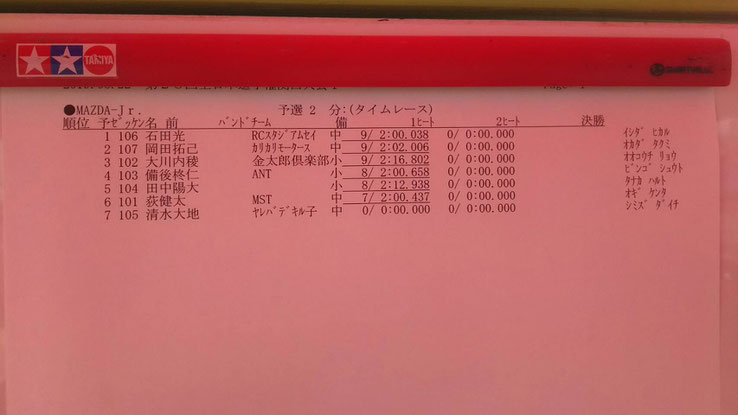 TAMIYA
●MAZDA-Jr. 予選 2 分:(タイムレース)
順位 予ｾﾞｯｹﾝ 名 前 ﾊﾞﾝﾄﾞﾁｰﾑ 備 1ﾋｰﾄ 2ﾋｰﾄ 決勝
1 106 石田光 RCｽﾀｼﾞｱﾑｾｲ 中 9/ 2:00.038 0/ 0:00.000 ｲｼﾀﾞ ﾋｶﾙ
2 107 岡田拓己 ｶﾘｶﾘﾓｰﾀｰｽ 中 9/ 2:02.006 0/ 0:00.000 ｵｶﾀﾞ ﾀｸﾐ
3 102 大川内稜 金太郎倶楽部 小 9/ 2:16.802 0/ 0:00.000 ｵｵｺｳﾁ ﾘｮｳ
4 103 備後柊仁 ANT 小 8/ 2:00.658 0/ 0:00.000 ﾋﾞﾝｺﾞ ｼｭｳﾄ
5 104 田中陽大 小 8/ 2:12.938 0/ 0:00.000 ﾀﾅｶ ﾊﾙﾄ
6 101 荻健太 MST 中 7/ 2:00.437 0/ 0:00.000 ｵｷﾞ ｹﾝﾀ
7 105 清水大地 ﾔﾚﾊﾞﾃﾞｷﾙ子 中 0/ 0:00.000 0/ 0:00.000 ｼﾐｽﾞ ﾀﾞｲﾁ